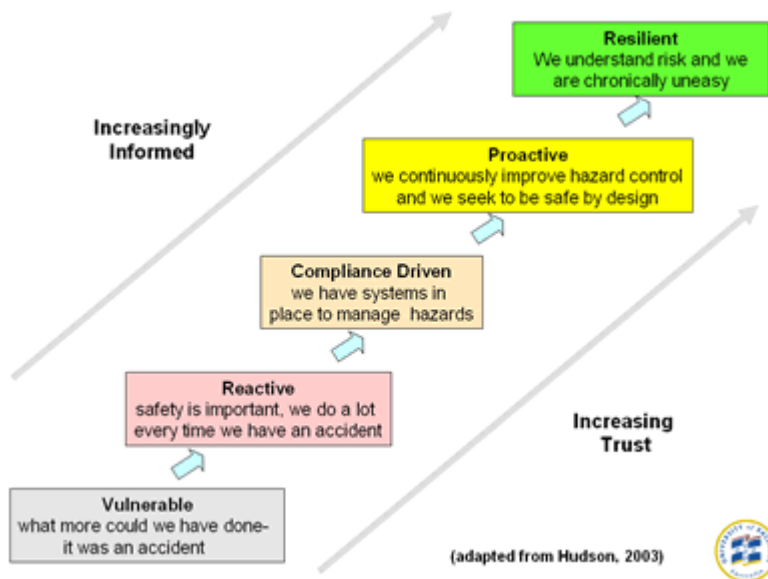 Resilient
We understand risk and we
are chronically uneasy
Increasingly
Informed
Proactive
we continuously improve hazard control
and we seek to be safe by design
Compliance Driven
we have systems in
place to manage hazards
Reactive
safety is important, we do a lot
every time we have an accident
Increasing
Trust
Vulnerable
what more could we have done-
it was an accident
(adapted from Hudson, 2003)
UNIVERSITY of